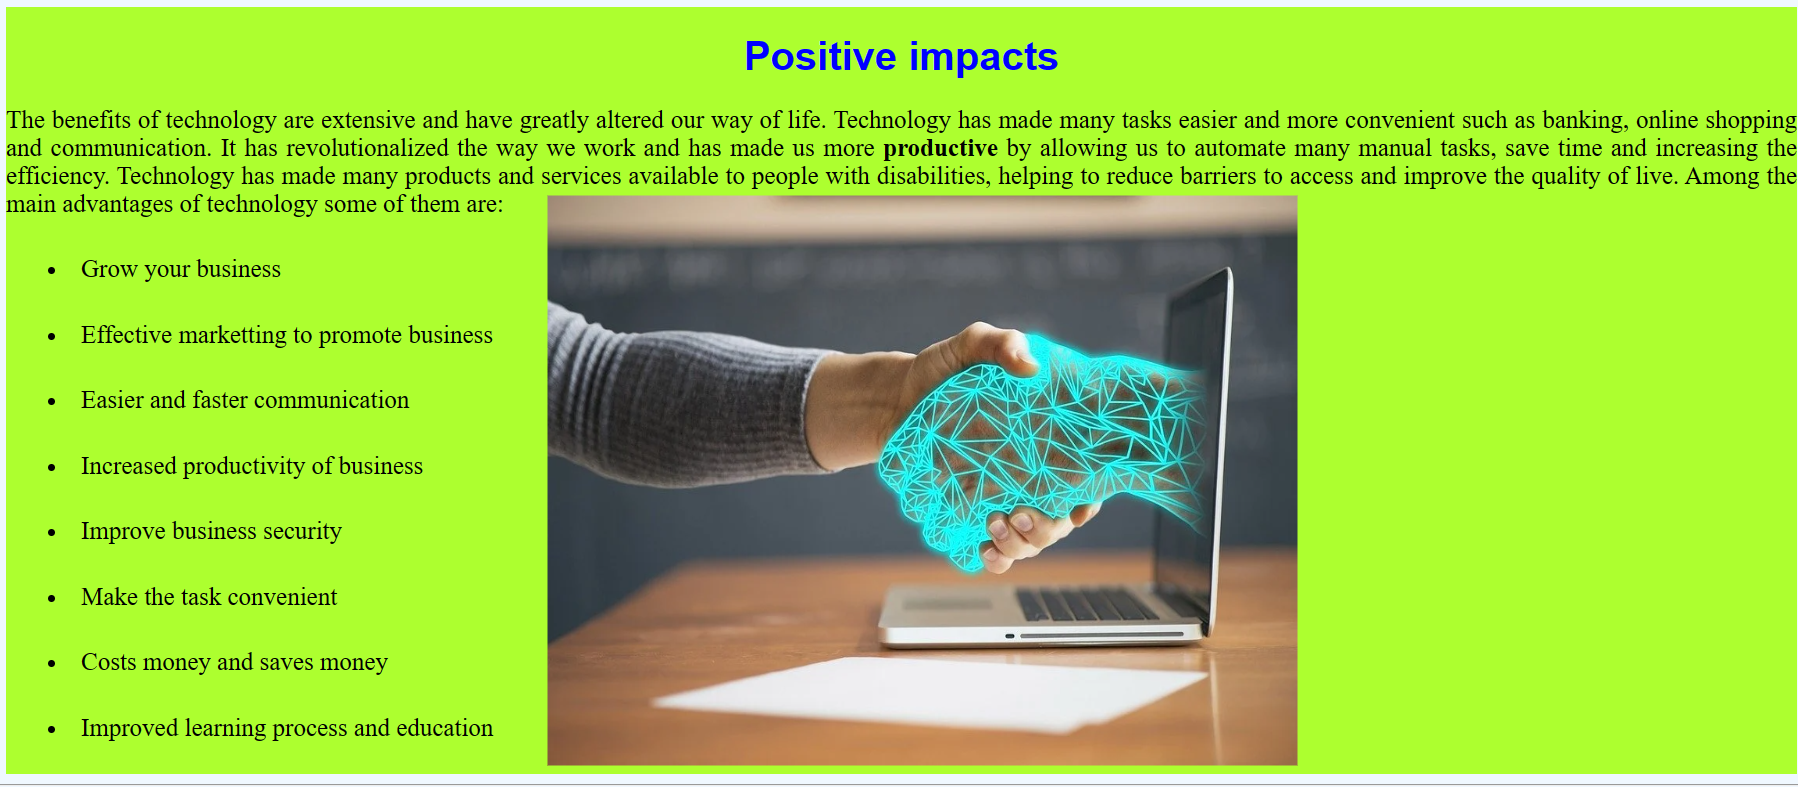 Positive impacts
The benefits of technology are extensive and have greatly altered our way of life. Technology has made many tasks easier and more convenient such as banking, online shopping
and communication. It has revolutionalized the way we work and has made us more productive by allowing us to automate many manual tasks, save time and increasing the
efficiency. Technology has made many products and services available to people with disabilities, helping to reduce barriers to access and improve the quality of live. Among the
main advantages of technology some of them are:
• Grow your business
• Effective marketting to promote business
• Easier and faster communication
• Increased productivity of business
• Improve business security
• Make the task convenient
• Costs money and saves money
• Improved learning process and education